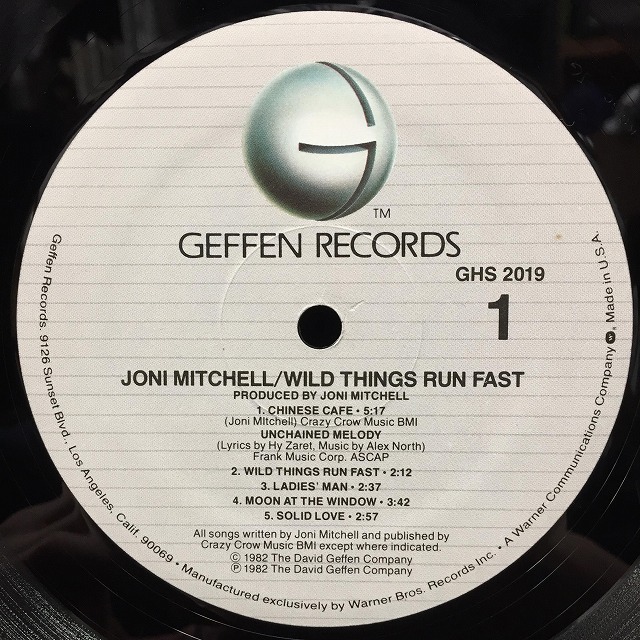 TM
GEFFEN RECORDS
GHS 2019
1
JONI MITCHELL/WILD THINGS RUN FAST
PRODUCED BY JONI MITCHELL
1. CHINESE CAFE • 5:17
(Joni Mitchell) Crazy Crow Music BMI
UNCHAINED MELODY
(Lyrics by Hy Zaret, Music by Alex North)
Frank Music Corp. ASCAP
2. WILD THINGS RUN FAST • 2:12
3. LADIES' MAN • 2:37
4. MOON AT THE WINDOW • 3:42
5. SOLID LOVE • 2:57
All songs written by Joni Mitchell and published by
Crazy Crow Music BMI except where indicated.
Ⓒ 1982 The David Geffen Company
Ⓟ 1982 The David Geffen Company
Geffen Records. 9126 Sunset Blvd., Los Angeles, Calif. 90069 • Manufactured exclusively by Warner Bros. Records Inc. • A Warner Communications Company, Made in U.S.A.